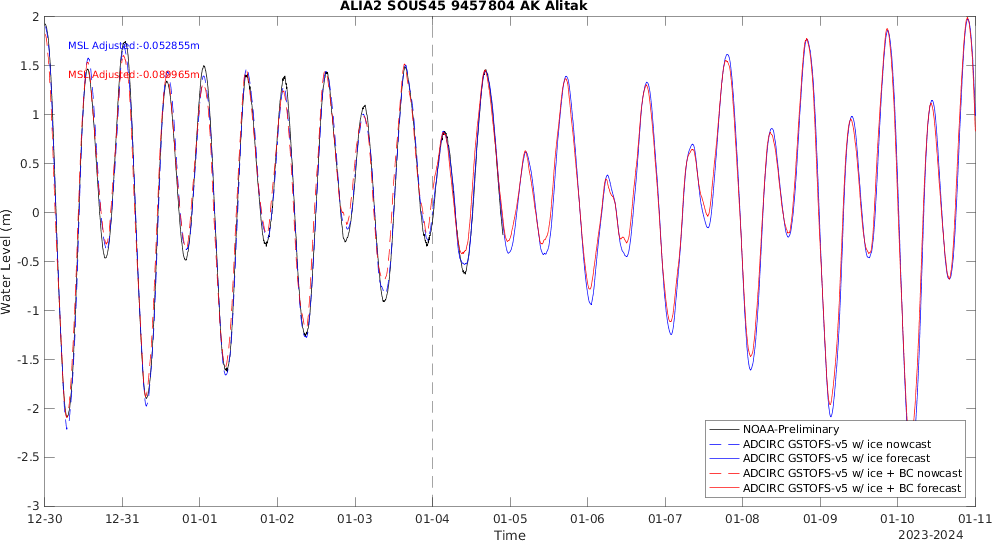 ALIA2 SOUS45 9457804 AK Alitak
MSL Adjusted:-0.052855m
MSL Adjusted:-0.080965m
Water Level (m)
2
1.5
1
0.5
0
-0.5
-1
-1.5
-2
-2.5
-3
NOAA-Preliminary
ADCIRC GSTOFS-v5 w/ ice nowcast
ADCIRC GSTOFS-v5 w/ ice forecast
ADCIRC GSTOFS-v5 w/ ice + BC nowcast
ADCIRC GSTOFS-v5 w/ ice + BC forecast
12-30 12-31 01-01 01-02 01-03 01-04 01-05 01-06 01-07 01-08 01-09 01-10 01-11
Time
2023-2024